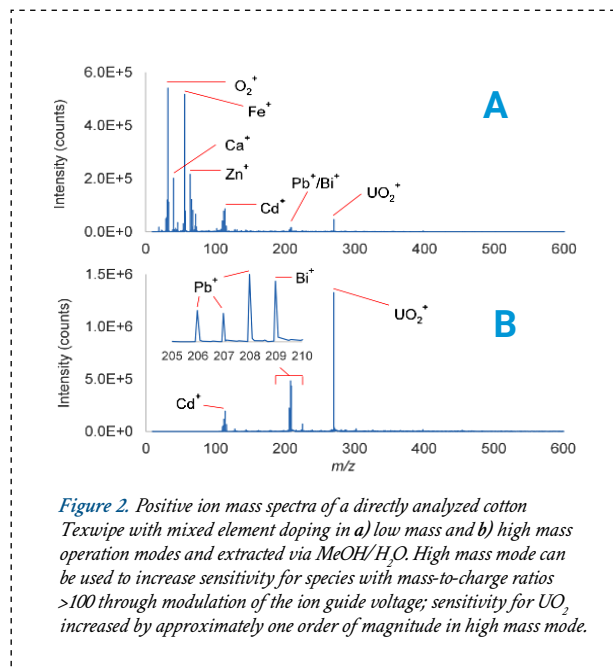 6.0E+5
O₂⁺
Fe⁺
A
4.0E+5
Ca⁺
Zn⁺
Pb⁺/Bi⁺
UO₂⁺
2.0E+5
Cd⁺
0.0E+0
Intensity (counts)
0 100 200 300 400 500 600
1.5E+6
Pb⁺
Bi⁺
UO₂⁺
B
1.0E+6
205 206 207 208 209 210
5.0E+5
Cd⁺
0.0E+0
Intensity (counts)
0 100 200 300 400 500 600
m/z
Figure 2. Positive ion mass spectra of a directly analyzed cotton
Texwipe with mixed element doping in a) low mass and b) high mass
operation modes and extracted via MeOH/H₂O. High mass mode can
be used to increase sensitivity for species with mass-to-charge ratios
>100 through modulation of the ion guide voltage; sensitivity for UO₂
increased by approximately one order of magnitude in high mass mode.